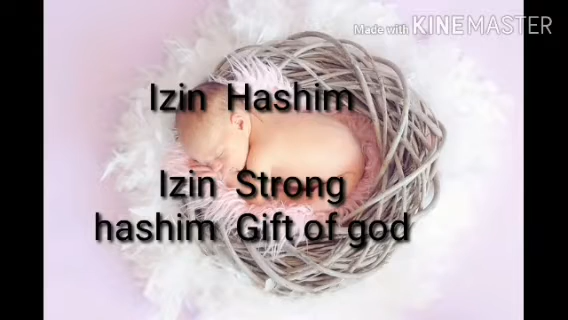 Made with KINEMASTER
Izin Hashim
Izin Strong
hashim Gift of god